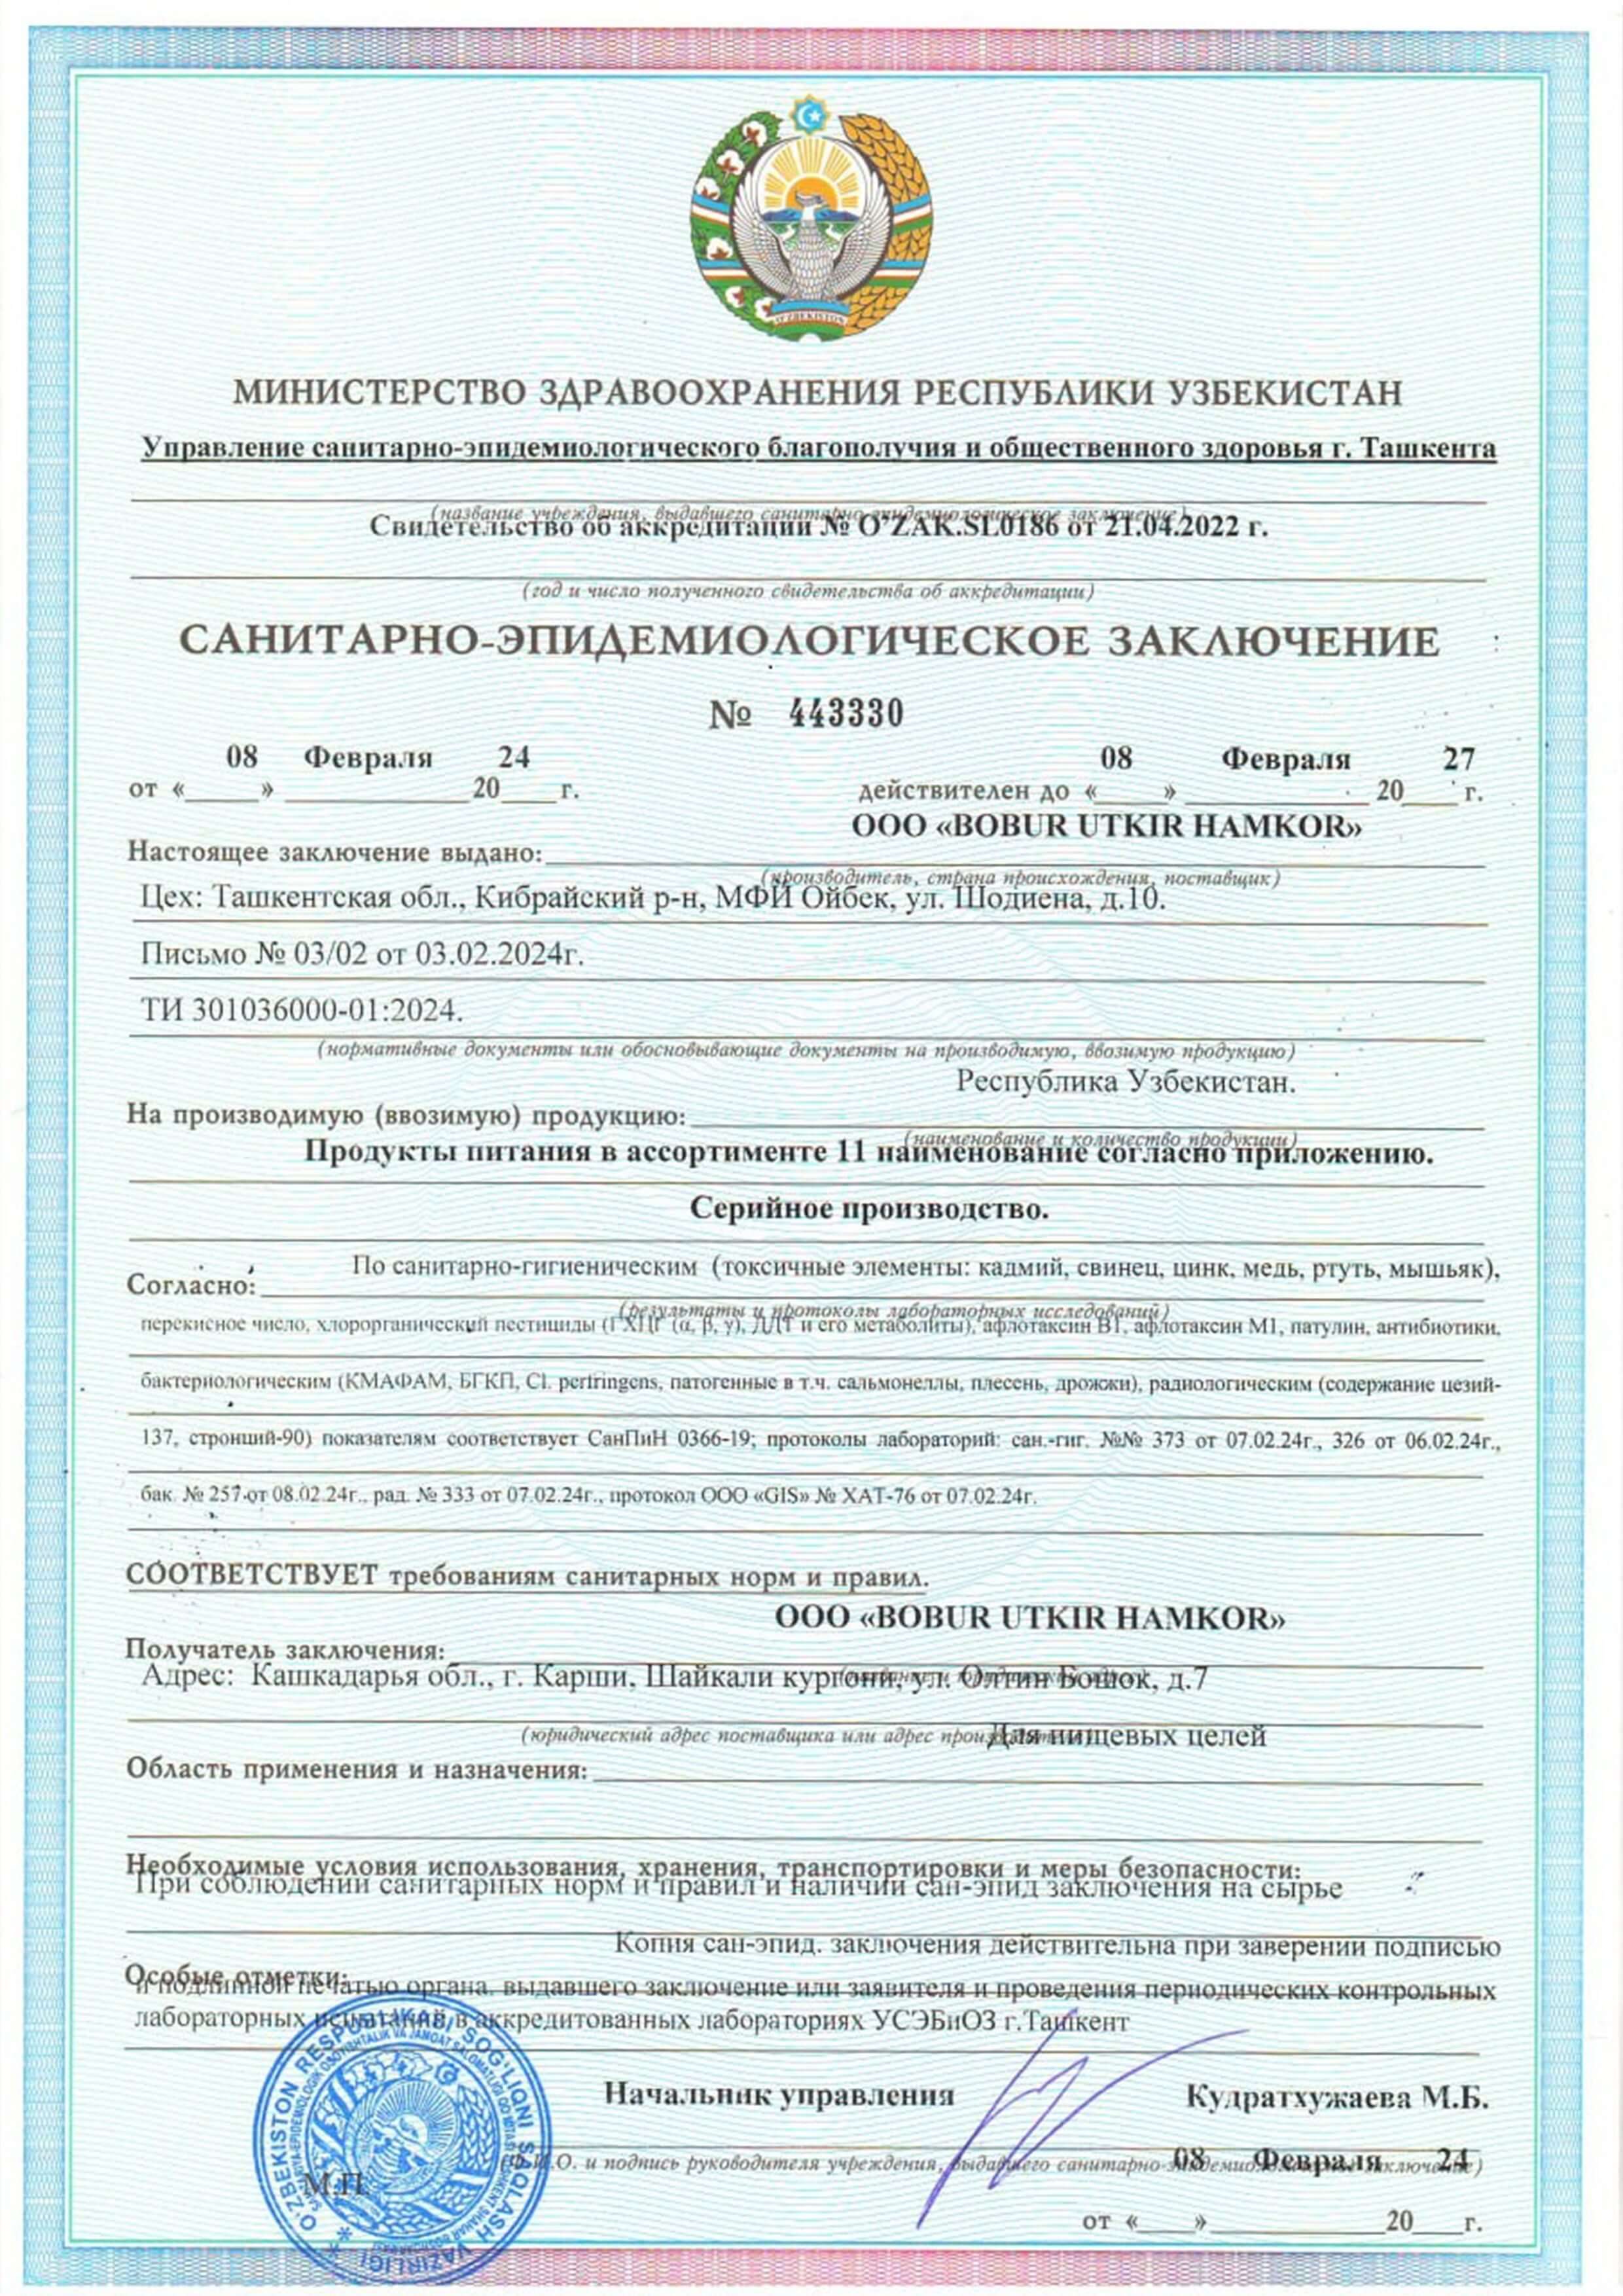 O'ZBEKISTON
МИНИСТЕРСТВО ЗДРАВООХРАНЕНИЯ РЕСПУБЛИКИ УЗБЕКИСТАН
Управление санитарно-эпидемиологического благополучия и общественного здоровья г. Ташкента
(название учреждения, выдавшего санитарно-эпидемиологическое заключение)
Свидетельство об аккредитации № O'ZAK.SL0186 от 21.04.2022 г.
(год и число полученного свидетельства об аккредитации)
САНИТАРНО-ЭПИДЕМИОЛОГИЧЕСКОЕ ЗАКЛЮЧЕНИЕ
№ 443330
08 Февраля 24 08 Февраля 27
от «_____» ____________20____г. действителен до «_____» ____________ 20____ г.
ООО «BOBUR UTKIR HAMKOR»
Настоящее заключение выдано:
(производитель, страна происхождения, поставщик)
Цех: Ташкентская обл., Кибрайский р-н, МФЙ Ойбек, ул. Шодиена, д.10.
Письмо № 03/02 от 03.02.2024г.
ТИ 301036000-01:2024.
(нормативные документы или обосновывающие документы на производимую, ввозимую продукцию)
Республика Узбекистан.
На производимую (ввозимую) продукцию:
(наименование и количество продукции)
Продукты питания в ассортименте 11 наименование согласно приложению.
Серийное производство.
По санитарно-гигиеническим (токсичные элементы: кадмий, свинец, цинк, медь, ртуть, мышьяк),
Согласно:
(результаты и протоколы лабораторных исследований)
перекисное число, хлорорганический пестициды (ГХЦГ (α, β, γ), ДДТ и его метаболиты), афлотаксин В1, афлотаксин М1, патулин, антибиотики,
бактериологическим (КМАФАМ, БГКП, Cl. perfringens, патогенные в т.ч. сальмонеллы, плесень, дрожжи), радиологическим (содержание цезий-
137, стронций-90) показателям соответствует СанПиН 0366-19; протоколы лабораторий: сан.-гиг. №№ 373 от 07.02.24г., 326 от 06.02.24г.,
бак. № 257 от 08.02.24г., рад. № 333 от 07.02.24г., протокол ООО «GIS» № ХАТ-76 от 07.02.24г.
СООТВЕТСТВУЕТ требованиям санитарных норм и правил.
ООО «BOBUR UTKIR HAMKOR»
Получатель заключения:
Адрес: Кашкадарья обл., г. Карши, Шайкали кургони, ул. Олтин Бошок, д.7
(юридический адрес поставщика или адрес
Для пищевых целей
Область применения и назначения:
Необходимые условия использования, хранения, транспортировки и меры безопасности:
При соблюдении санитарных норм и правил и наличии сан-эпид заключения на сырье
Копия сан-эпид. заключения действительна при заверении подписью
Особые отметки:
и подлинной печатью органа, выдавшего заключение или заявителя и проведения периодических контрольных
лабораторных испытаний в аккредитованных лабораториях УСЭБиОЗ г.Ташкент
Начальник управления Кудратхужаева М.Б.
(Ф.И.О. и подпись руководителя учреждения, выдавшего санитарно-эпидемиологическое заключение)
08 Февраля 24
М.П.
от «____»____________20___г.
O'ZBEKISTON RESPUBLIKASI SOG'LIQNI SAQLASH VAZIRLIGI